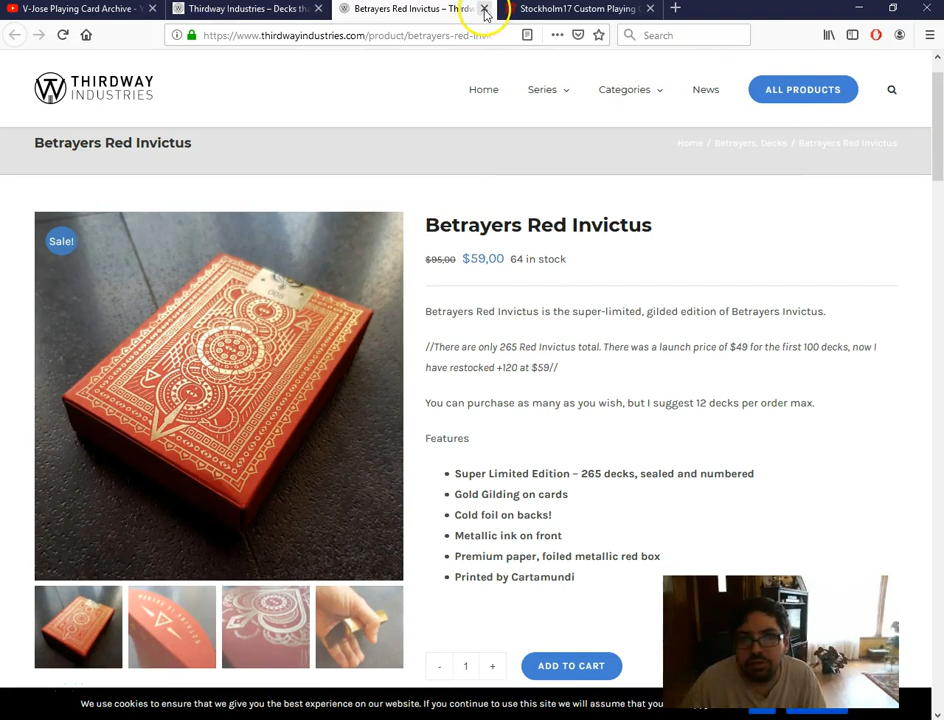 V-Jose Playing Card Archive - Y
Thirdway Industries – Decks tha
Betrayers Red Invictus – Thirdw
Stockholm17 Custom Playing C
https://www.thirdwayindustries.com/product/betrayers-red-invi
Search
THIRDWAY
INDUSTRIES
Home
Series
Categories
News
ALL PRODUCTS
Betrayers Red Invictus
Home / Betrayers, Decks / Betrayers Red Invictus
Sale!
Betrayers Red Invictus
$95,00 $59,00 64 in stock
Betrayers Red Invictus is the super-limited, gilded edition of Betrayers Invictus.
//There are only 265 Red Invictus total. There was a launch price of $49 for the first 100 decks, now I
have restocked +120 at $59//
You can purchase as many as you wish, but I suggest 12 decks per order max.
Features
Super Limited Edition – 265 decks, sealed and numbered
Gold Gilding on cards
Cold foil on backs!
Metallic ink on front
Premium paper, foiled metallic red box
Printed by Cartamundi
- 1 +
ADD TO CART
We use cookies to ensure that we give you the best experience on our website. If you continue to use this site we will assume that you